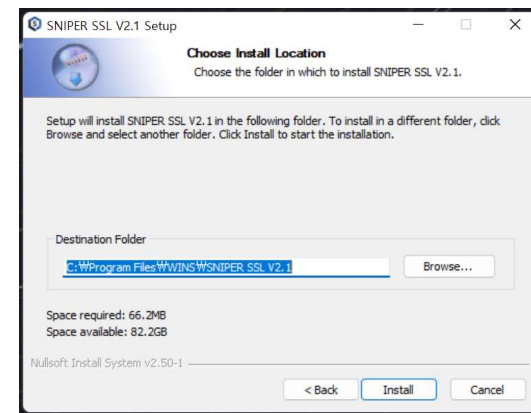 SNIPER SSL V2.1 Setup
Choose Install Location
Choose the folder in which to install SNIPER SSL V2.1.
Setup will install SNIPER SSL V2.1 in the following folder. To install in a different folder, click
Browse and select another folder. Click Install to start the installation.
Destination Folder
C:₩Program Files₩WINS₩SNIPER SSL V2.1
Browse...
Space required: 66.2MB
Space available: 82.2GB
Nullsoft Install System v2.50-1
< Back
Install
Cancel